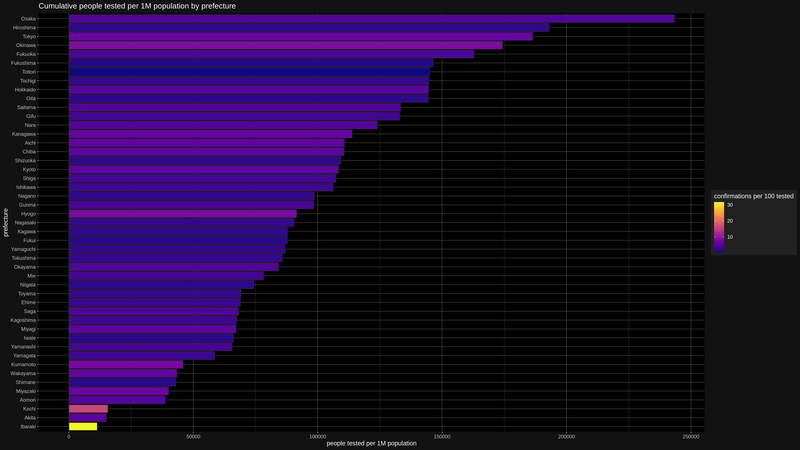 Cumulative people tested per 1M population by prefecture
prefecture
Osaka
Hiroshima
Tokyo
Okinawa
Fukuoka
Fukushima
Tottori
Tochigi
Hokkaido
Oita
Saitama
Gifu
Nara
Kanagawa
Aichi
Chiba
Shizuoka
Kyoto
Shiga
Ishikawa
Nagano
Gunma
Hyogo
Nagasaki
Kagawa
Fukui
Yamaguchi
Tokushima
Okayama
Mie
Niigata
Toyama
Ehime
Saga
Kagoshima
Miyagi
Iwate
Yamanashi
Yamagata
Kumamoto
Wakayama
Shimane
Miyazaki
Aomori
Kochi
Akita
Ibaraki
0 50000 100000 150000 200000 250000
people tested per 1M population
confirmations per 100 tested
30
20
10